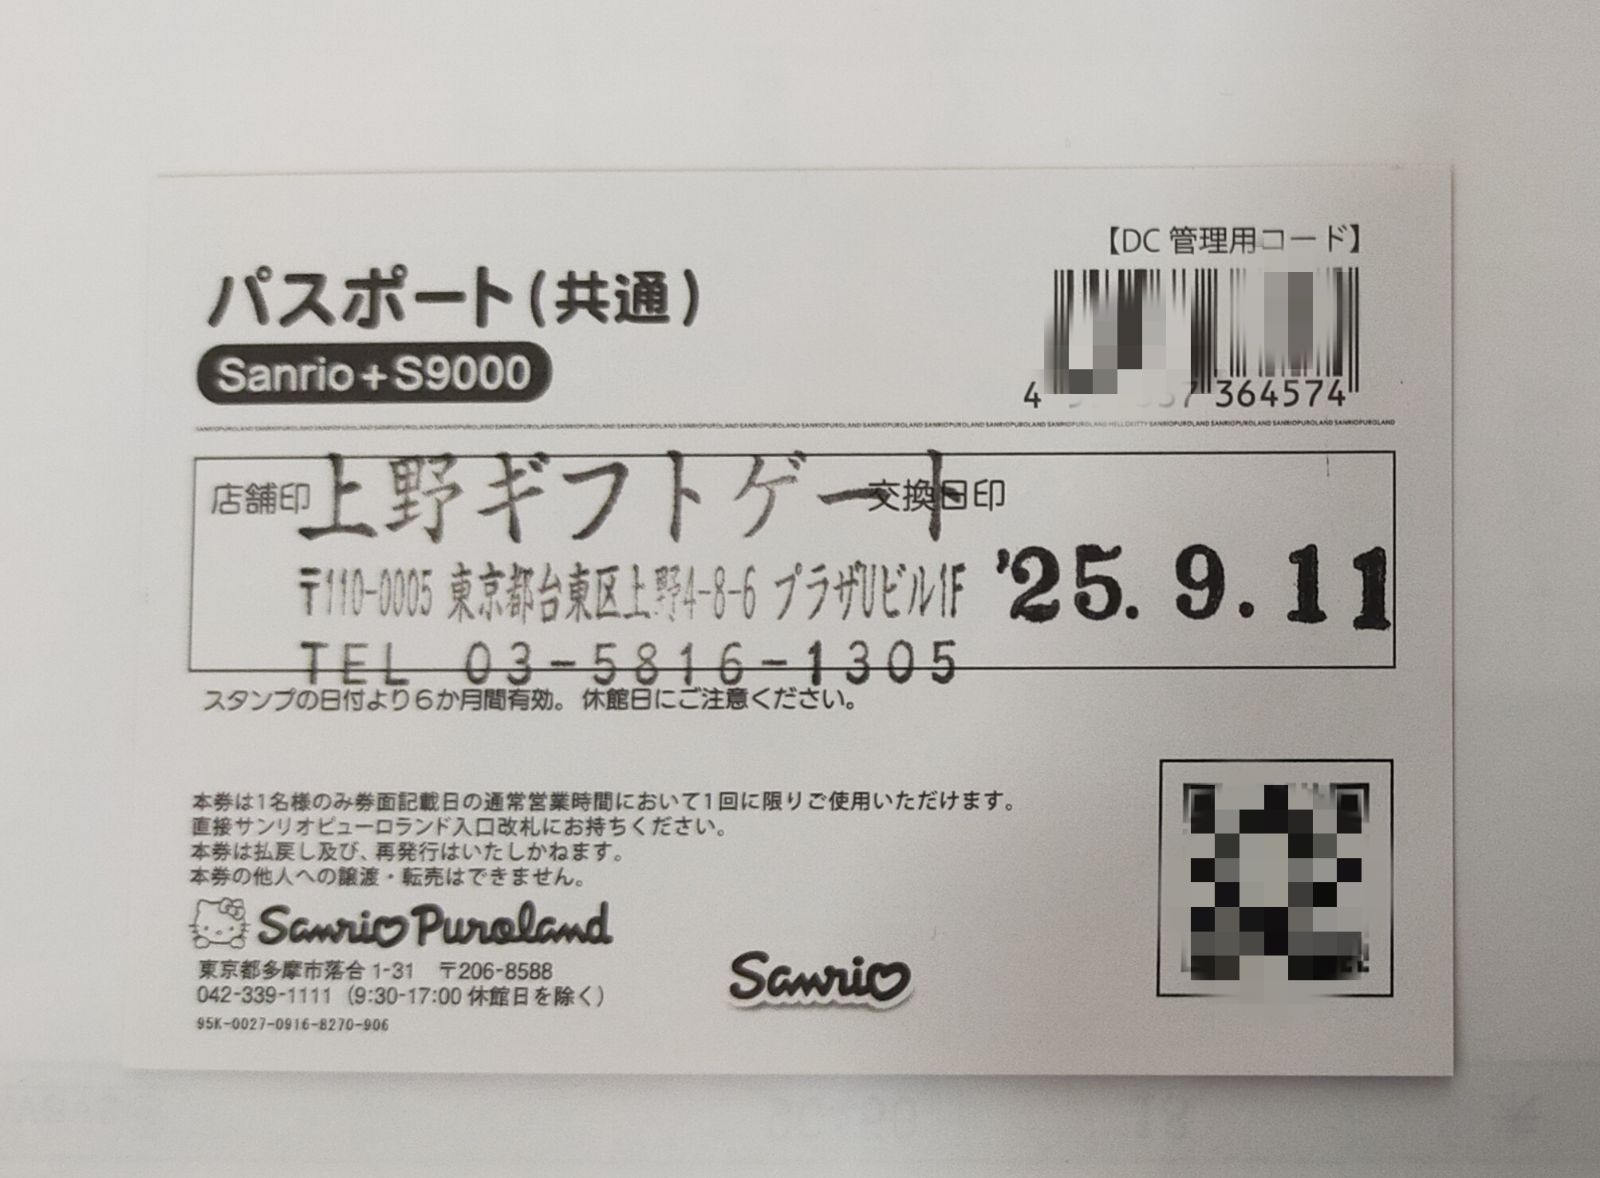 【DC 管理用コード】
パスポート(共通)
Sanrio+S9000
4 7 364574
店舗印
上野ギフトゲート
交換日印
〒110-0005 東京都台東区上野4-8-6 プラザUビル1F
'25. 9. 11
TEL 03-5816-1305
スタンプの日付より6か月間有効。休館日にご注意ください。
本券は1名様のみ券面記載日の通常営業時間において1回に限りご使用いただけます。
直接サンリオピューロランド入口改札にお持ちください。
本券は払戻し及び、再発行はいたしかねます。
本券の他人への譲渡・転売はできません。
Sanrio Puroland
東京都多摩市落合 1-31 〒206-8588
042-339-1111 (9:30-17:00 休館日を除く)
95K-0027-0916-8270-906
Sanrio